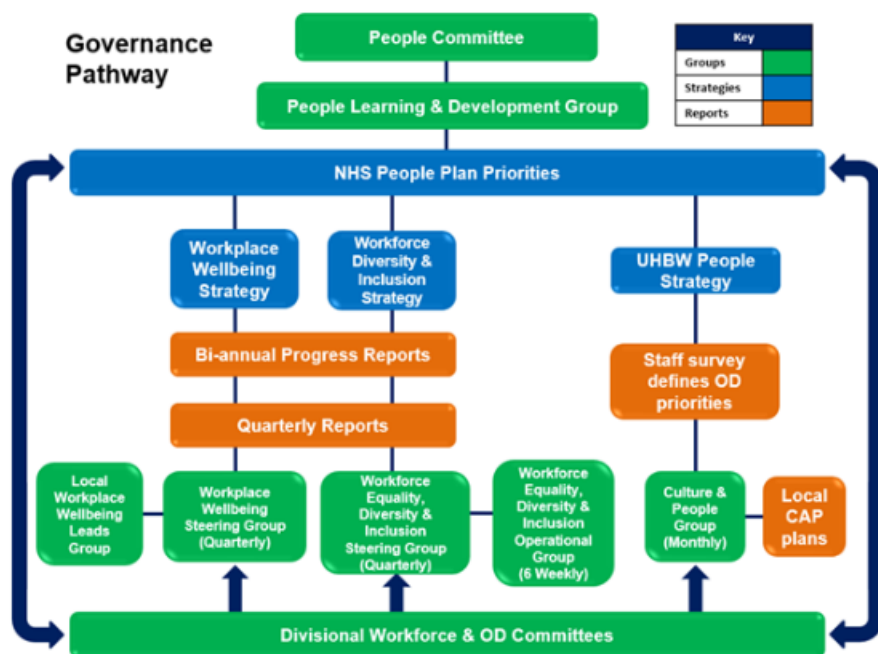 Governance
Pathway
People Committee
Key
Groups
Strategies
Reports
People Learning & Development Group
NHS People Plan Priorities
Workplace
Wellbeing
Strategy
Workforce
Diversity &
Inclusion
Strategy
UHBW People
Strategy
Bi-annual Progress Reports
Staff survey
defines OD
priorities
Quarterly Reports
Local
Workplace
Wellbeing
Leads
Group
Workplace
Wellbeing
Steering Group
(Quarterly)
Workforce
Equality,
Diversity &
Inclusion
Steering Group
(Quarterly)
Workforce
Equality,
Diversity &
Inclusion
Operational
Group
(6 Weekly)
Culture &
People
Group
(Monthly)
Local
CAP
plans
Divisional Workforce & OD Committees